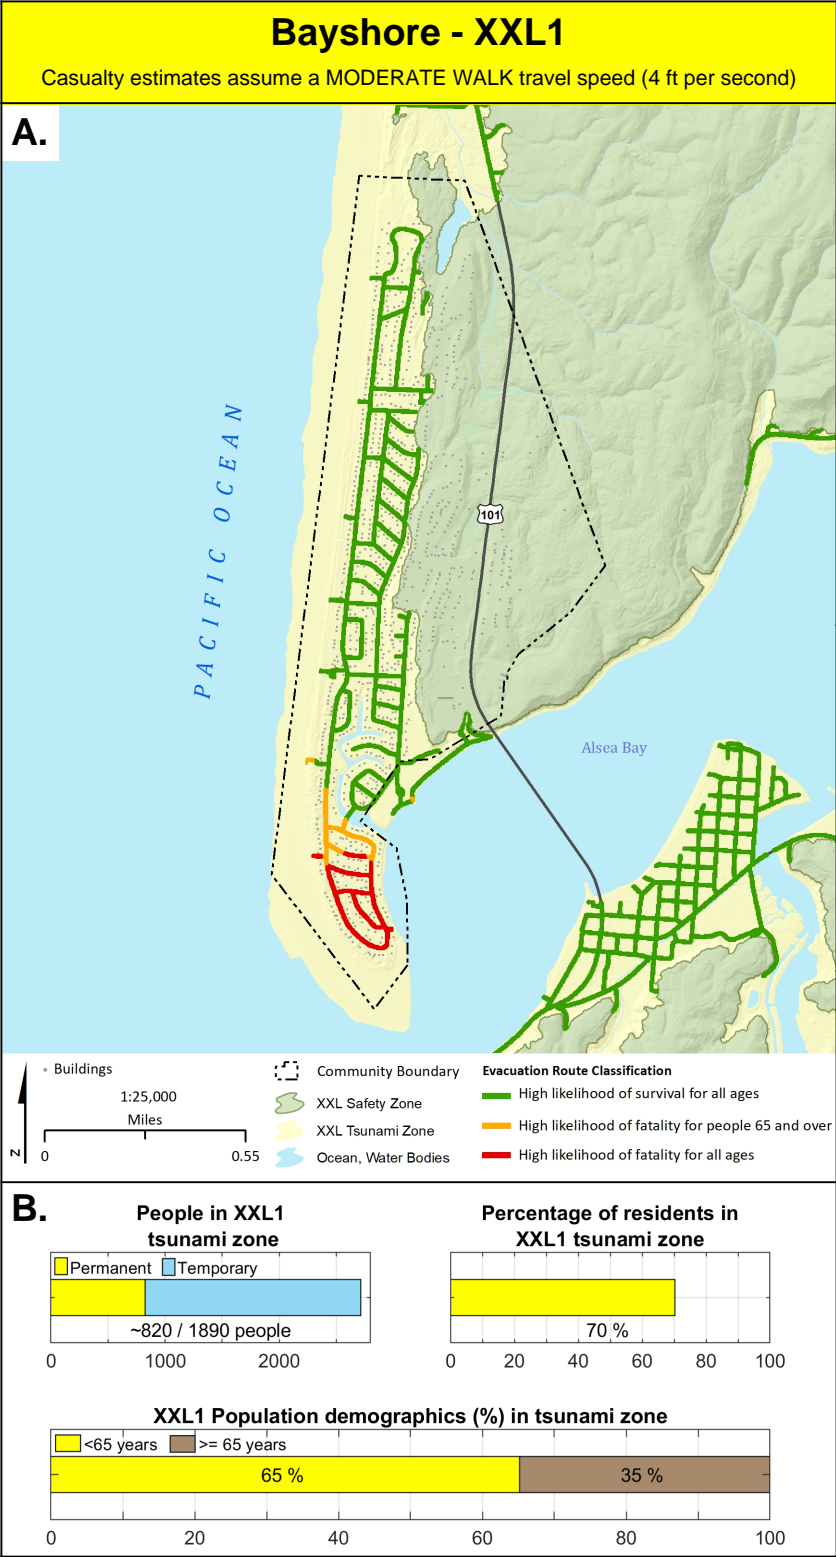 Bayshore - XXL1
Casualty estimates assume a MODERATE WALK travel speed (4 ft per second)
A.
PACIFIC OCEAN
101
Alsea Bay
Buildings
1:25,000
Miles
0 0.55
N
Community Boundary
XXL Safety Zone
XXL Tsunami Zone
Ocean, Water Bodies
Evacuation Route Classification
High likelihood of survival for all ages
High likelihood of fatality for people 65 and over
High likelihood of fatality for all ages
B.
People in XXL1
tsunami zone
Permanent Temporary
~820 / 1890 people
0 1000 2000
Percentage of residents in
XXL1 tsunami zone
70 %
0 20 40 60 80 100
XXL1 Population demographics (%) in tsunami zone
<65 years >= 65 years
65 % 35 %
0 20 40 60 80 100